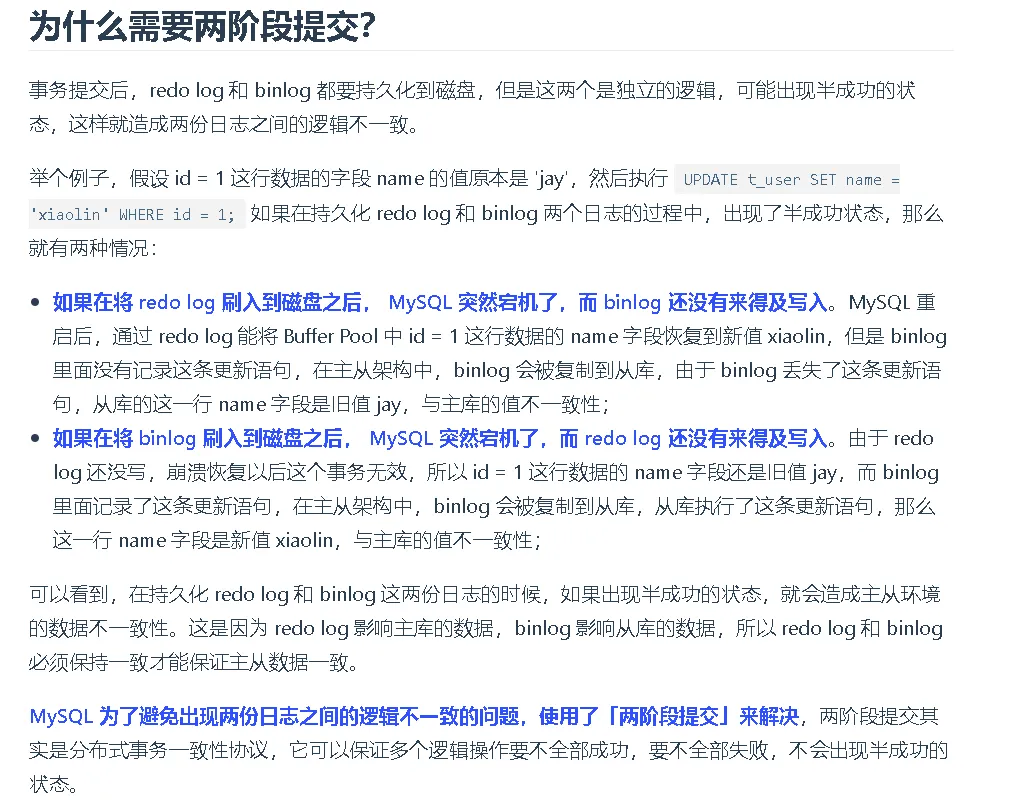 为什么需要两阶段提交？
事务提交后，redo log 和 binlog 都要持久化到磁盘，但是这两个是独立的逻辑，可能出现半成功的状
态，这样就造成两份日志之间的逻辑不一致。
举个例子，假设 id = 1 这行数据的字段 name 的值原本是 'jay'，然后执行 UPDATE t_user SET name =
'xiaolin' WHERE id = 1; 如果在持久化 redo log 和 binlog 两个日志的过程中，出现了半成功状态，那么
就有两种情况：
• 如果在将 redo log 刷入到磁盘之后， MySQL 突然宕机了，而 binlog 还没有来得及写入。MySQL 重
启后，通过 redo log 能将 Buffer Pool 中 id = 1 这行数据的 name 字段恢复到新值 xiaolin，但是 binlog
里面没有记录这条更新语句，在主从架构中，binlog 会被复制到从库，由于 binlog 丢失了这条更新语
句，从库的这一行 name 字段是旧值 jay，与主库的值不一致性；
• 如果在将 binlog 刷入到磁盘之后， MySQL 突然宕机了，而 redo log 还没有来得及写入。由于 redo
log 还没写，崩溃恢复以后这个事务无效，所以 id = 1 这行数据的 name 字段还是旧值 jay，而 binlog
里面记录了这条更新语句，在主从架构中，binlog 会被复制到从库，从库执行了这条更新语句，那么
这一行 name 字段是新值 xiaolin，与主库的值不一致性；
可以看到，在持久化 redo log 和 binlog 这两份日志的时候，如果出现半成功的状态，就会造成主从环境
的数据不一致性。这是因为 redo log 影响主库的数据，binlog 影响从库的数据，所以 redo log 和 binlog
必须保持一致才能保证主从数据一致。
MySQL 为了避免出现两份日志之间的逻辑不一致的问题，使用了「两阶段提交」来解决，两阶段提交其
实是分布式事务一致性协议，它可以保证多个逻辑操作要不全部成功，要不全部失败，不会出现半成功的
状态。